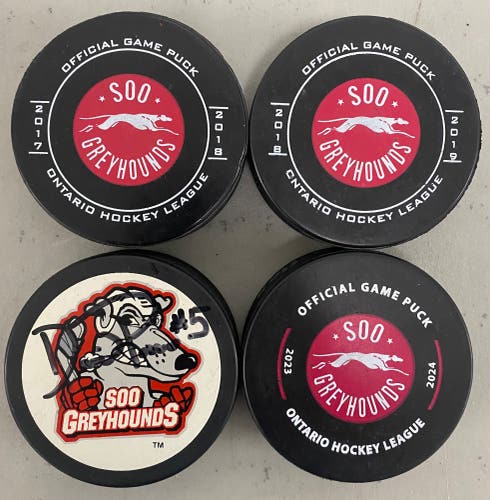 OFFICIAL GAME PUCK
2017
SOO
GREYHOUNDS
2018
ONTARIO HOCKEY LEAGUE
OFFICIAL GAME PUCK
2018
SOO
GREYHOUNDS
2019
ONTARIO HOCKEY LEAGUE
#5
SOO
GREYHOUNDS
TM
OFFICIAL GAME PUCK
2023
SOO
GREYHOUNDS
2024
ONTARIO HOCKEY LEAGUE